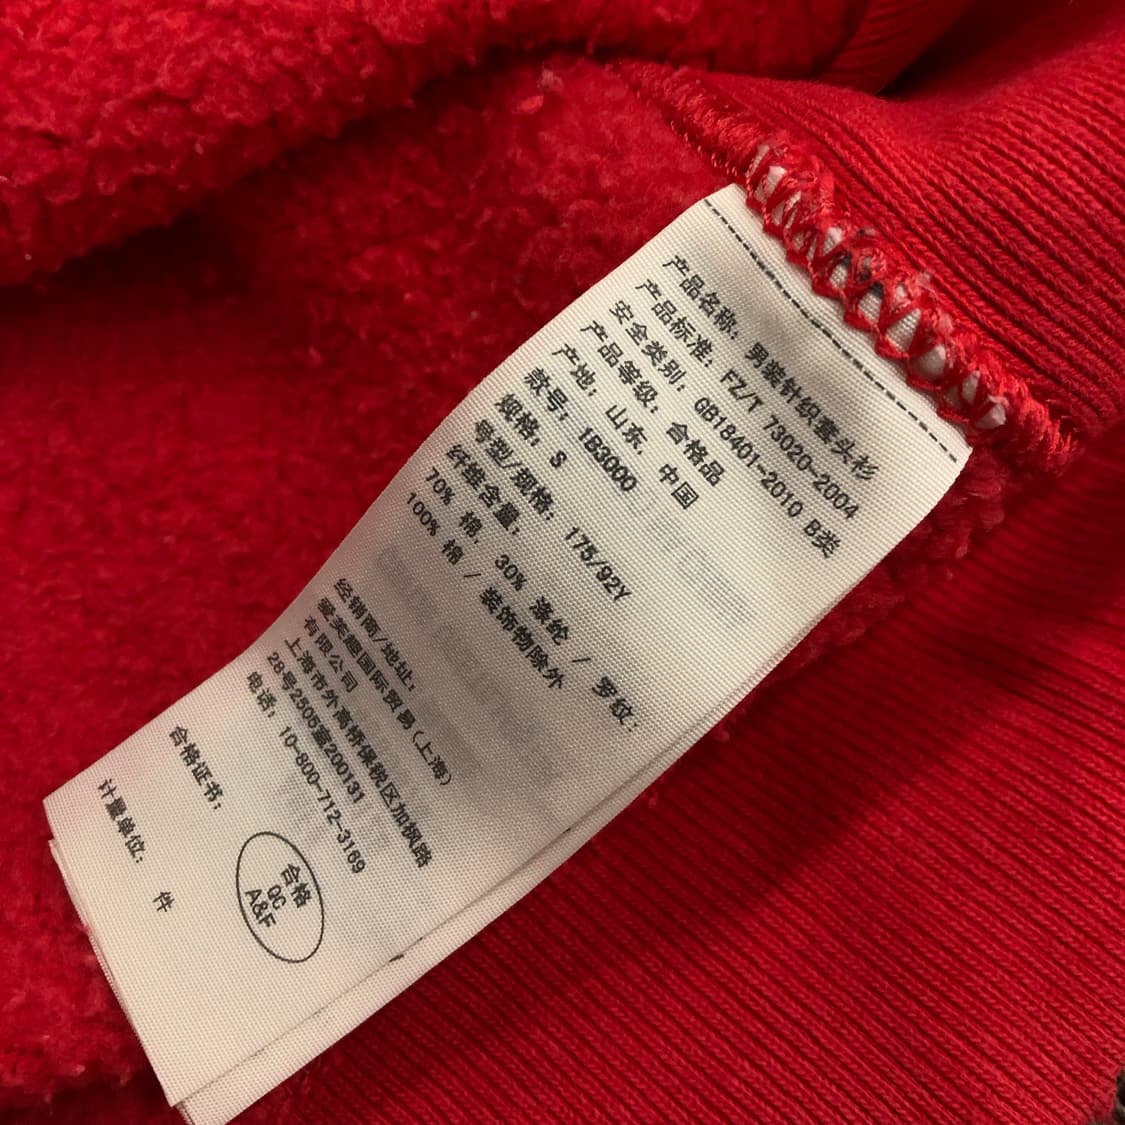 产品名称: 男装针织套头衫
产品标准: FZ/T 73020-2004
安全类别: GB18401-2010 B类
产品等级: 合格品
产地: 山东, 中国
款号: 1B3000
规格: S
号型/规格: 175/92Y
纤维含量:
70% 棉, 30% 涤纶 / 罗纹:
100% 棉 / 装饰物除外
经销商/地址:
爱芙趣国际贸易(上海)
有限公司
上海市外高桥保税区加枫路
28号2505室200131
电话: 10-800-712-3169
合格证书:
合格
QC
A&F
计量单位: 件